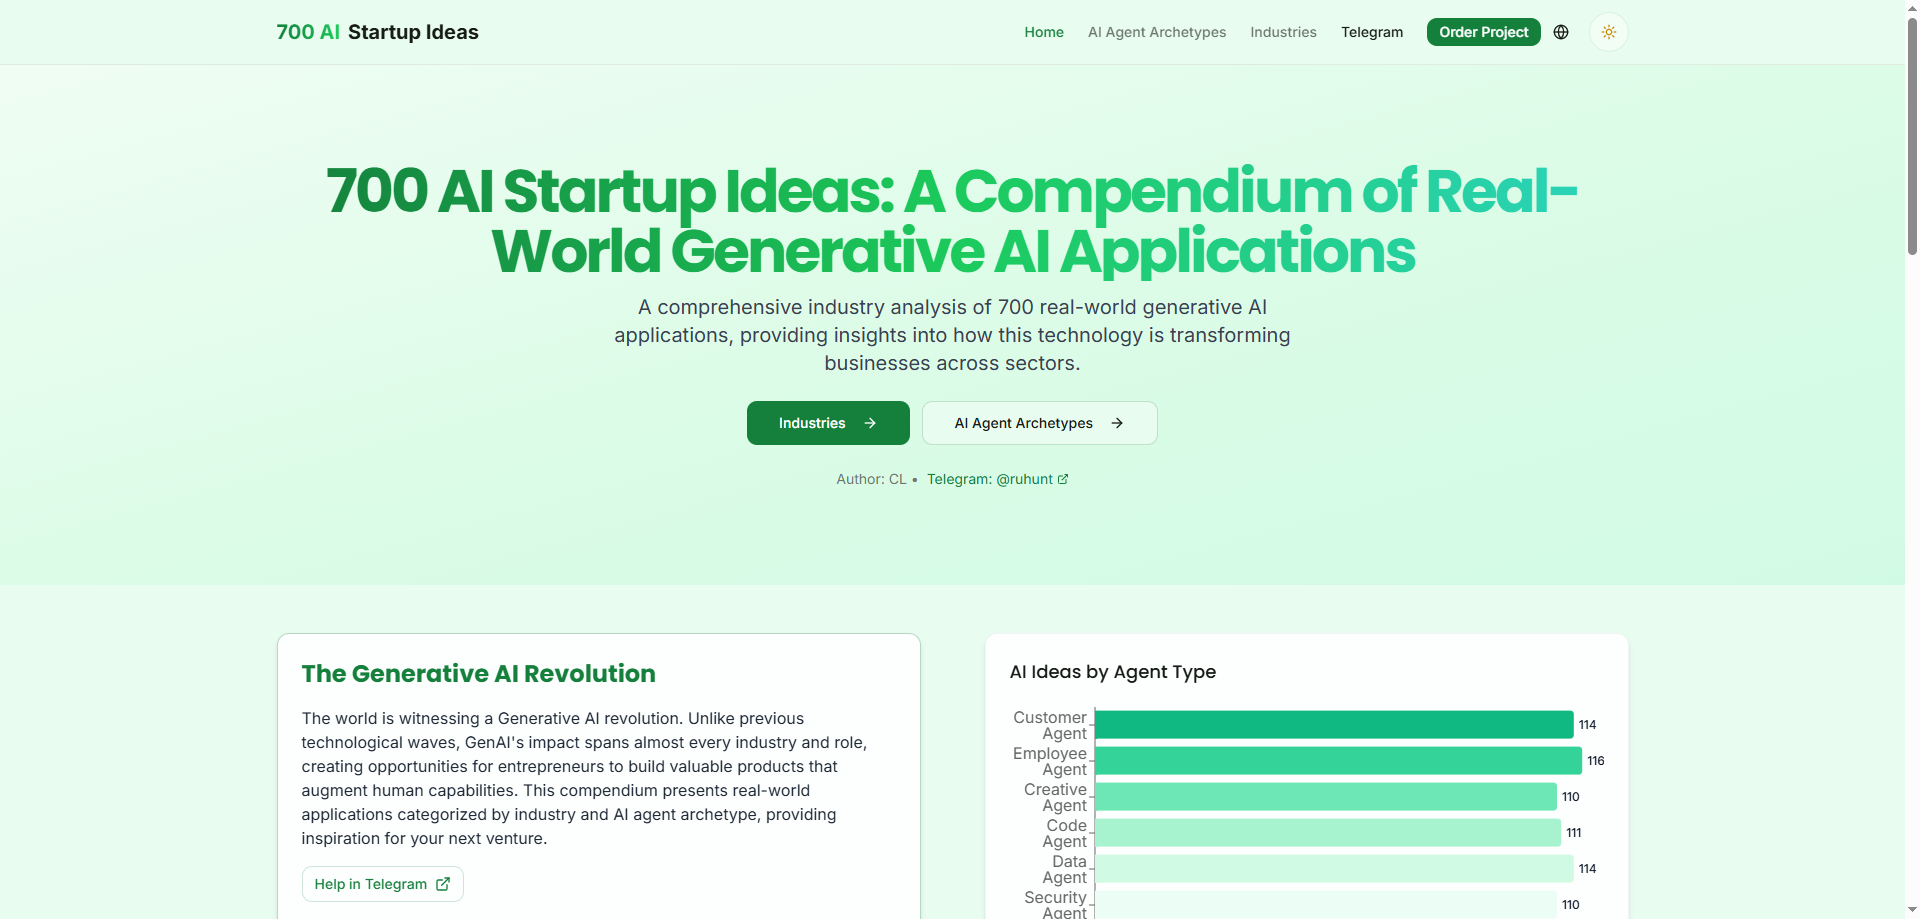 700 AI Startup Ideas
Home AI Agent Archetypes Industries Telegram Order Project
700 AI Startup Ideas: A Compendium of Real-
World Generative AI Applications
A comprehensive industry analysis of 700 real-world generative AI
applications, providing insights into how this technology is transforming
businesses across sectors.
Industries
AI Agent Archetypes
Author: CL • Telegram: @ruhunt
The Generative AI Revolution
The world is witnessing a Generative AI revolution. Unlike previous
technological waves, GenAI's impact spans almost every industry and role,
creating opportunities for entrepreneurs to build valuable products that
augment human capabilities. This compendium presents real-world
applications categorized by industry and AI agent archetype, providing
inspiration for your next venture.
Help in Telegram
AI Ideas by Agent Type
Customer
Agent
114
Employee
Agent
116
Creative
Agent
110
Code
Agent
111
Data
Agent
114
Security
Agent
110